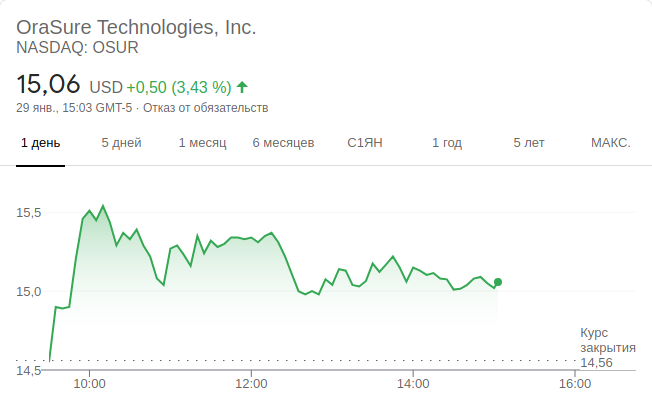 OraSure Technologies, Inc.
NASDAQ: OSUR
15,06 USD +0,50 (3,43 %)
29 янв., 15:03 GMT-5 · Отказ от обязательств
1 день 5 дней 1 месяц 6 месяцев С1ЯН 1 год 5 лет МАКС.
15,5
15,0
14,5
Курс
закрытия
14,56
10:00 12:00 14:00 16:00